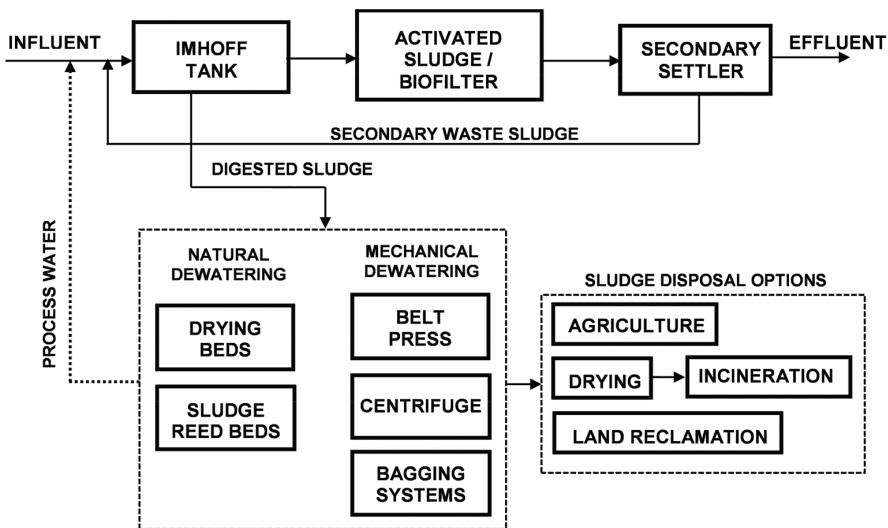 INFLUENT
IMHOFF
TANK
ACTIVATED
SLUDGE /
BIOFILTER
SECONDARY
SETTLER
EFFLUENT
SECONDARY WASTE SLUDGE
DIGESTED SLUDGE
PROCESS WATER
NATURAL
DEWATERING
DRYING
BEDS
SLUDGE
REED BEDS
MECHANICAL
DEWATERING
BELT
PRESS
CENTRIFUGE
BAGGING
SYSTEMS
SLUDGE DISPOSAL OPTIONS
AGRICULTURE
DRYING
INCINERATION
LAND RECLAMATION